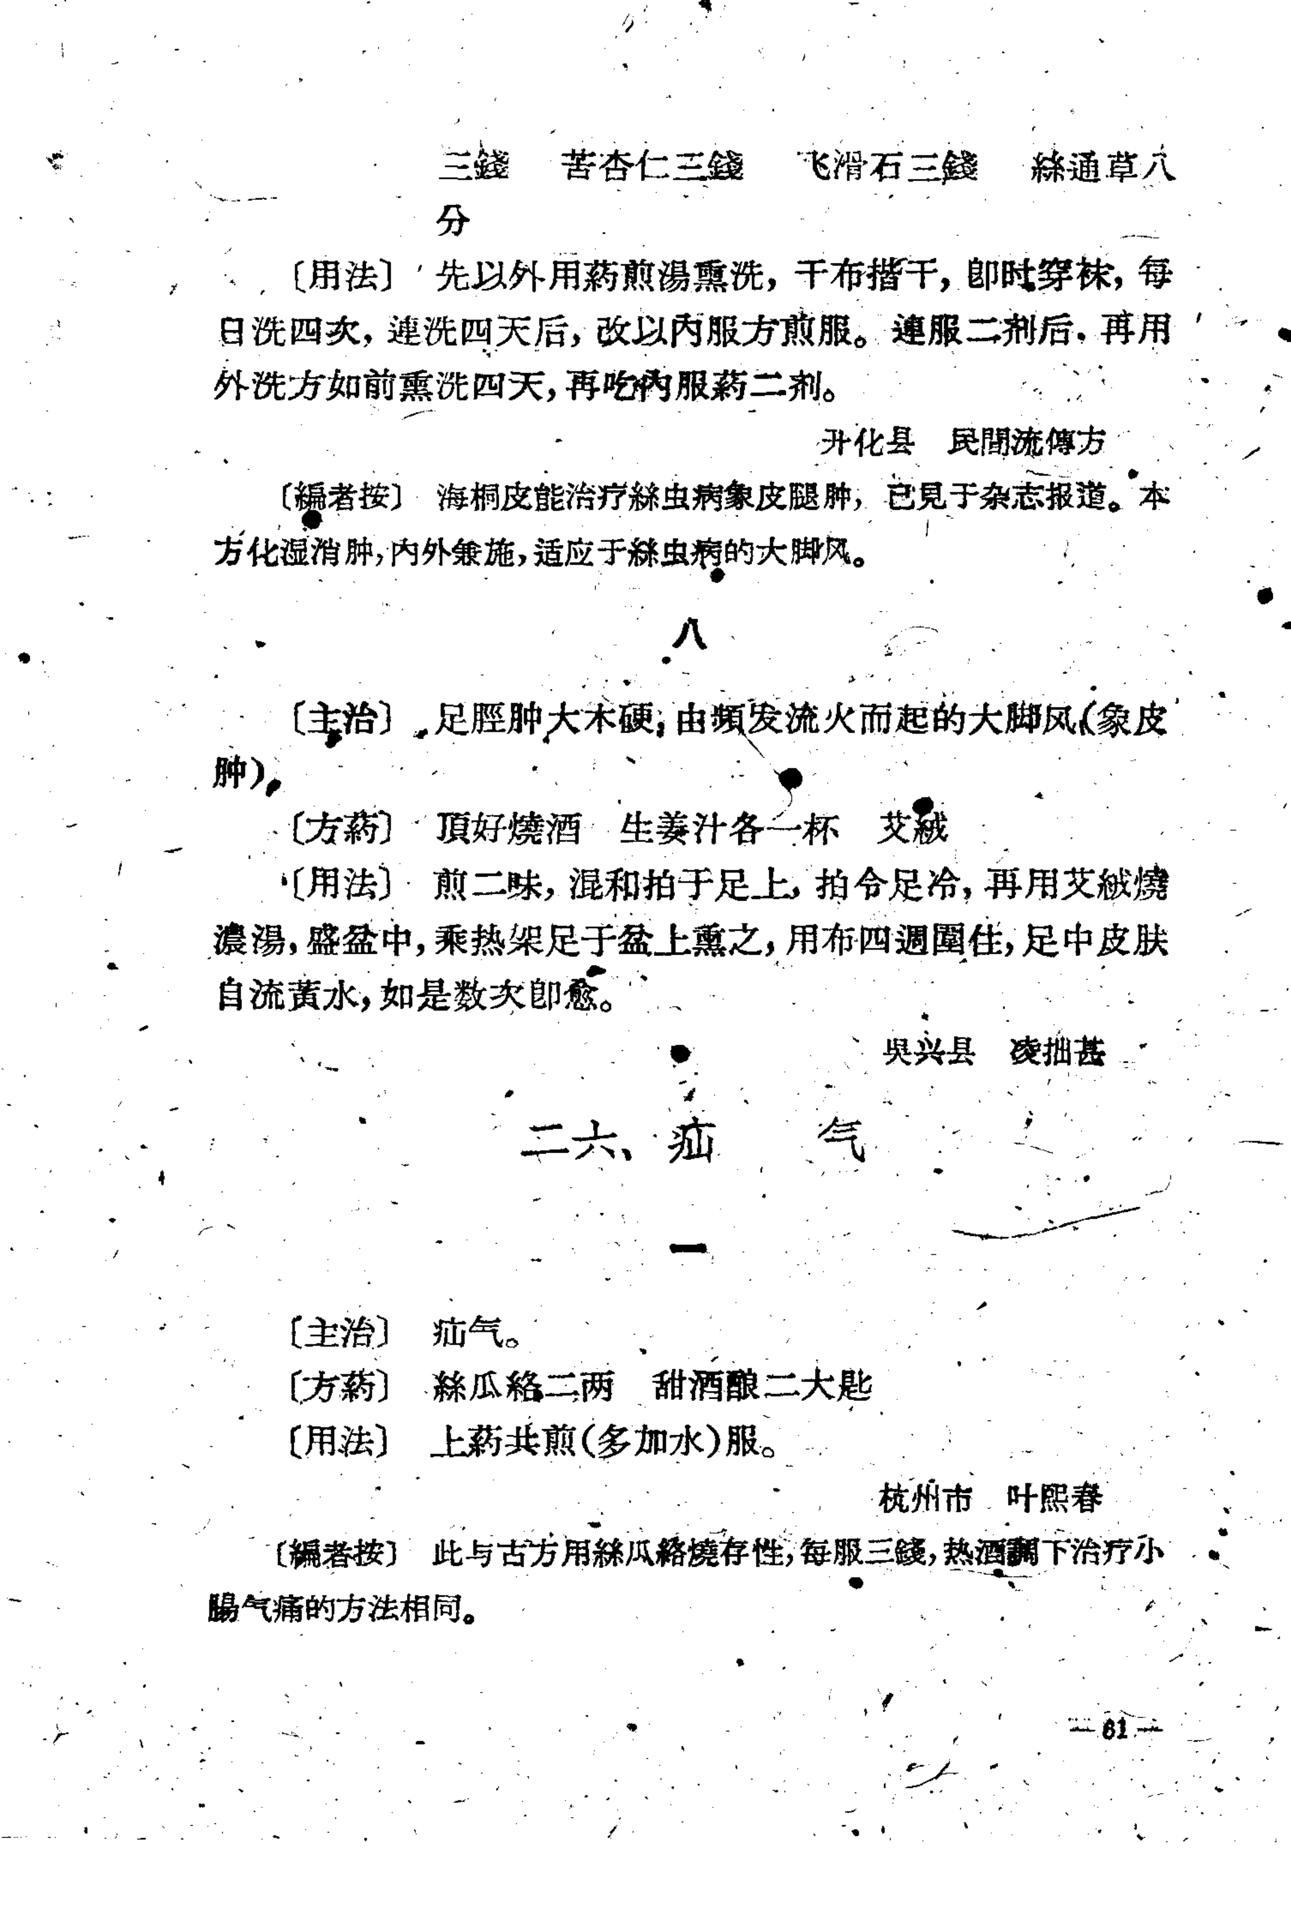 三錢　苦杏仁三錢　飞滑石三錢　絲通草八
分
〔用法〕　先以外用葯煎湯熏洗，干布揩干，卽时穿袜，每
日洗四次，連洗四天后，改以內服方煎服。連服二剂后，再用
外洗方如前熏洗四天，再吃內服葯二剂。
升化县　民間流傳方
〔編者按〕　海桐皮能治疗絲虫病象皮腿肿，已見于杂志报道。本
方化湿消肿，內外兼施，适应于絲虫病的大脚风。
八
〔主治〕　足脛肿大木硬，由頻发流火而起的大脚风（象皮
肿）。
〔方葯〕　頂好燒酒　生姜汁各一杯　艾絨
〔用法〕　煎二味，混和拍于足上，拍令足冷，再用艾絨燒
濃湯，盛盆中，乘热架足于盆上熏之，用布四週圍住，足中皮肤
自流黃水，如是数次卽愈。
吳兴县　凌拙甚
二六、疝　气
一
〔主治〕　疝气。
〔方葯〕　絲瓜絡二两　甜酒酿二大匙
〔用法〕　上葯共煎（多加水）服。
杭州市　叶熙春
〔編者按〕　此与古方用絲瓜絡燒存性，每服三錢，热酒調下治疗小
腸气痛的方法相同。
— 61 —